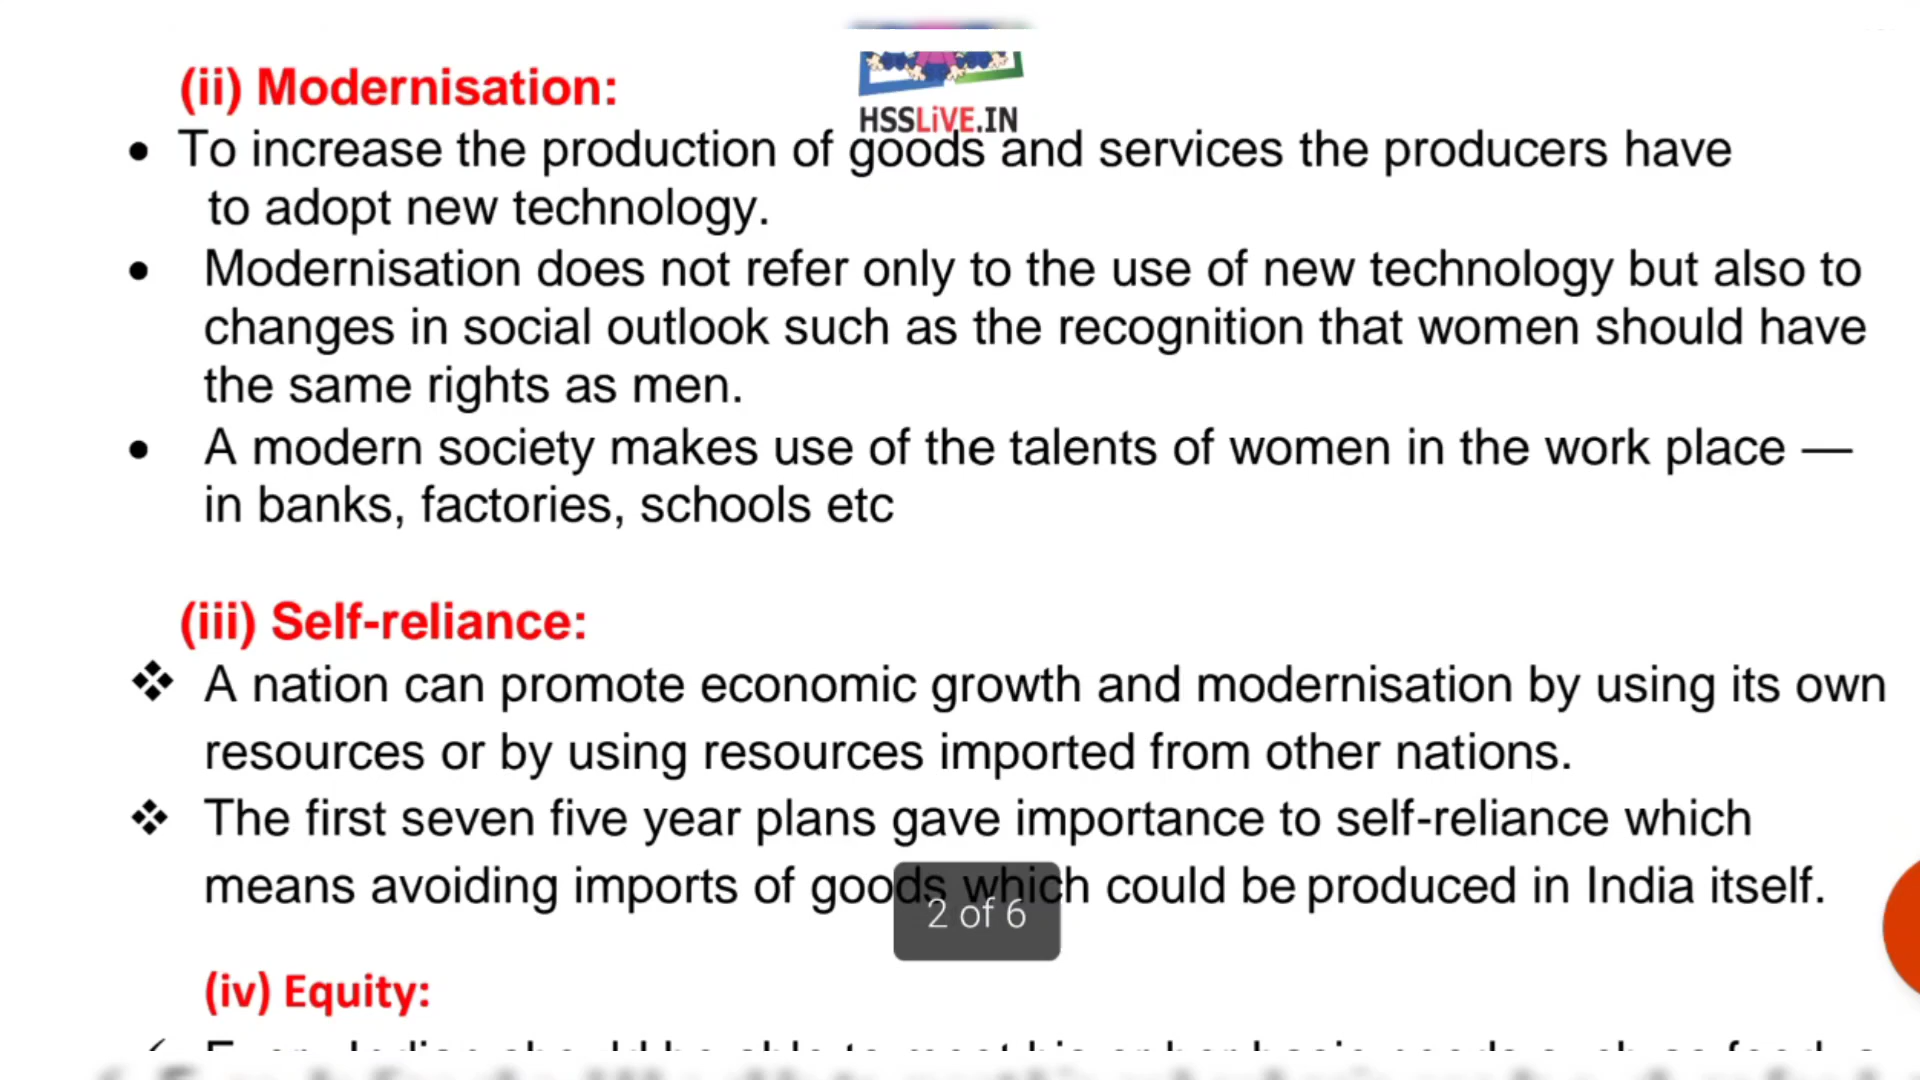 HSSLiVE.IN
(ii) Modernisation:
• To increase the production of goods and services the producers have
to adopt new technology.
• Modernisation does not refer only to the use of new technology but also to
changes in social outlook such as the recognition that women should have
the same rights as men.
• A modern society makes use of the talents of women in the work place —
in banks, factories, schools etc
(iii) Self-reliance:
❖ A nation can promote economic growth and modernisation by using its own
resources or by using resources imported from other nations.
❖ The first seven five year plans gave importance to self-reliance which
means avoiding imports of goods which could be produced in India itself.
2 of 6
(iv) Equity: